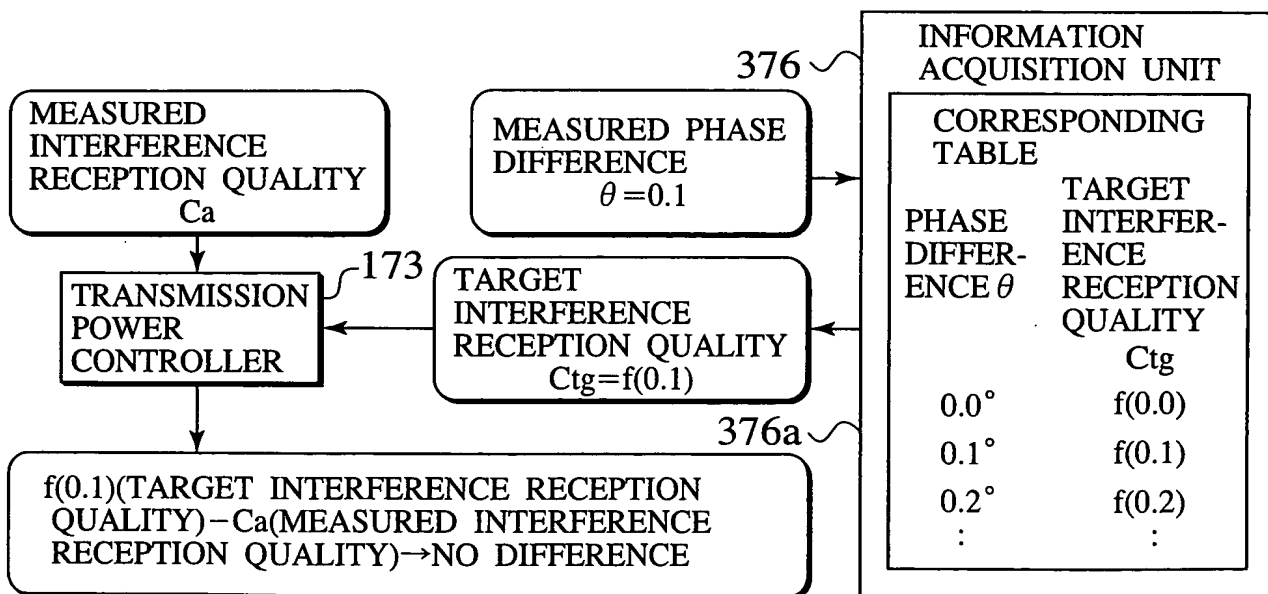 MEASURED
INTERFERENCE
RECEPTION QUALITY
Ca
MEASURED PHASE
DIFFERENCE
θ=0.1
376
INFORMATION
ACQUISITION UNIT
CORRESPONDING
TABLE
PHASE
DIFFER-
ENCE θ
TARGET
INTERFER-
ENCE
RECEPTION
QUALITY
Ctg
0.0° f(0.0)
0.1° f(0.1)
0.2° f(0.2)
: :
376a
TARGET
INTERFERENCE
RECEPTION QUALITY
Ctg=f(0.1)
173
TRANSMISSION
POWER
CONTROLLER
f(0.1)(TARGET INTERFERENCE RECEPTION
QUALITY)−Ca(MEASURED INTERFERENCE
RECEPTION QUALITY)→NO DIFFERENCE